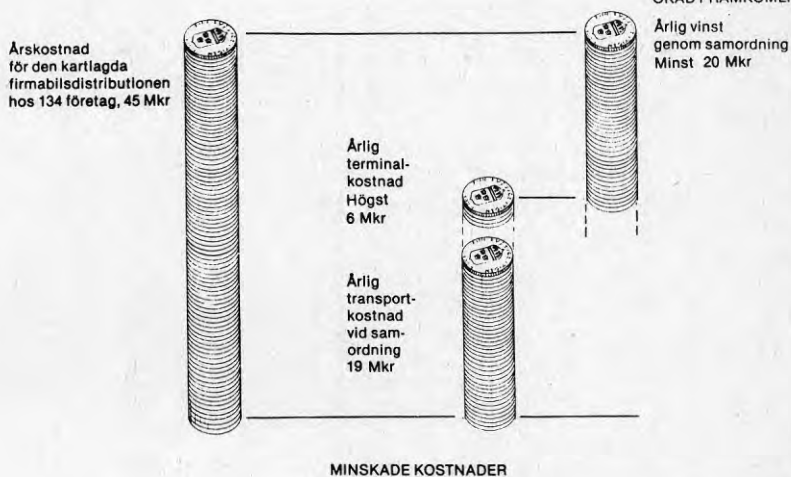 Årskostnad
för den kartlagda
firmabilsdistributionen
hos 134 företag, 45 Mkr
Årlig vinst
genom samordning
Minst 20 Mkr
Årlig
terminal-
kostnad
Högst
6 Mkr
Årlig
transport-
kostnad
vid sam-
ordning
19 Mkr
MINSKADE KOSTNADER